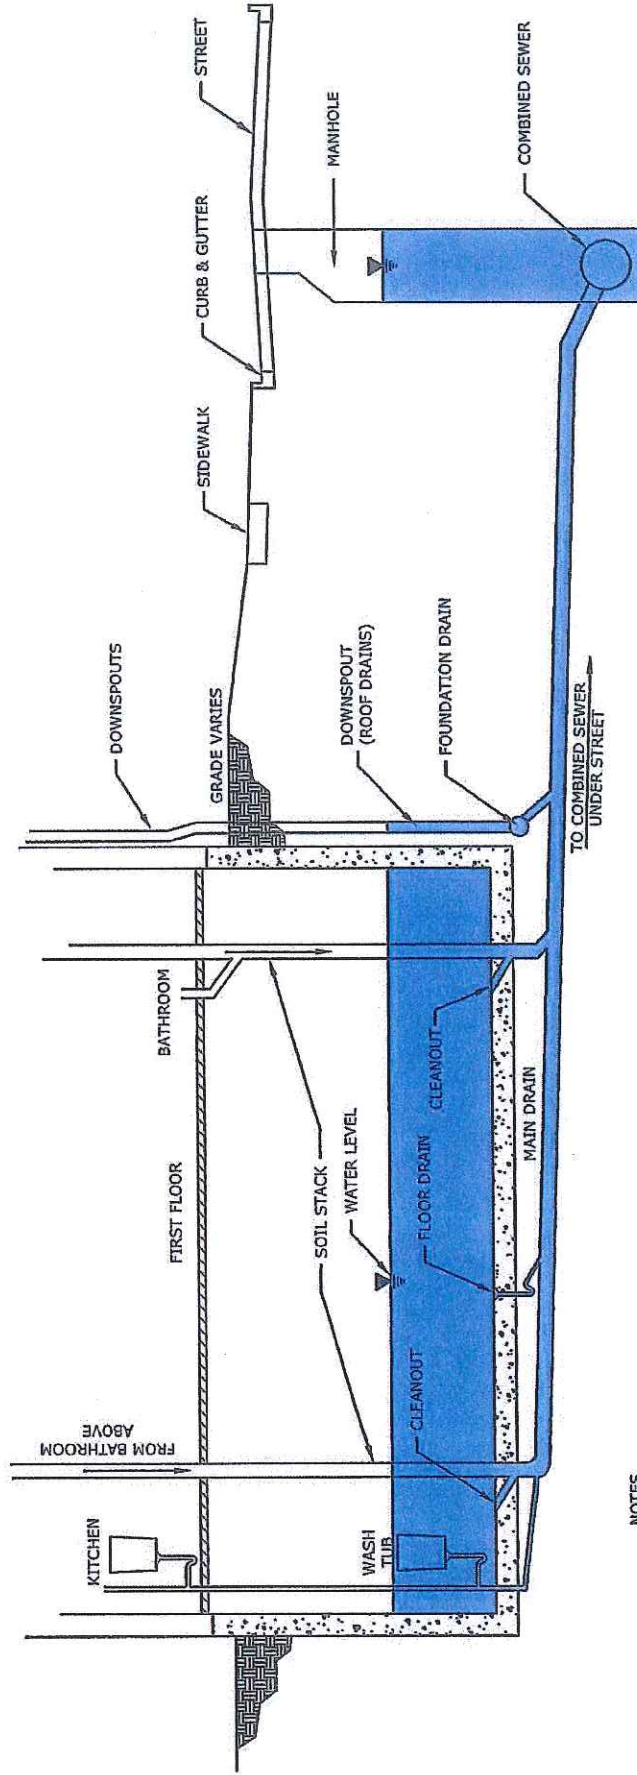 KITCHEN
FROM BATHROOM
ABOVE
FIRST FLOOR
BATHROOM
DOWNSPOUTS
GRADE VARIES
SIDEWALK
CURB & GUTTER
STREET
SOIL STACK
WATER LEVEL
DOWNSPOUT
(ROOF DRAINS)
MANHOLE
WASH
TUB
CLEANOUT
FLOOR DRAIN
CLEANOUT
FOUNDATION DRAIN
COMBINED SEWER
MAIN DRAIN
TO COMBINED SEWER
UNDER STREET
NOTES